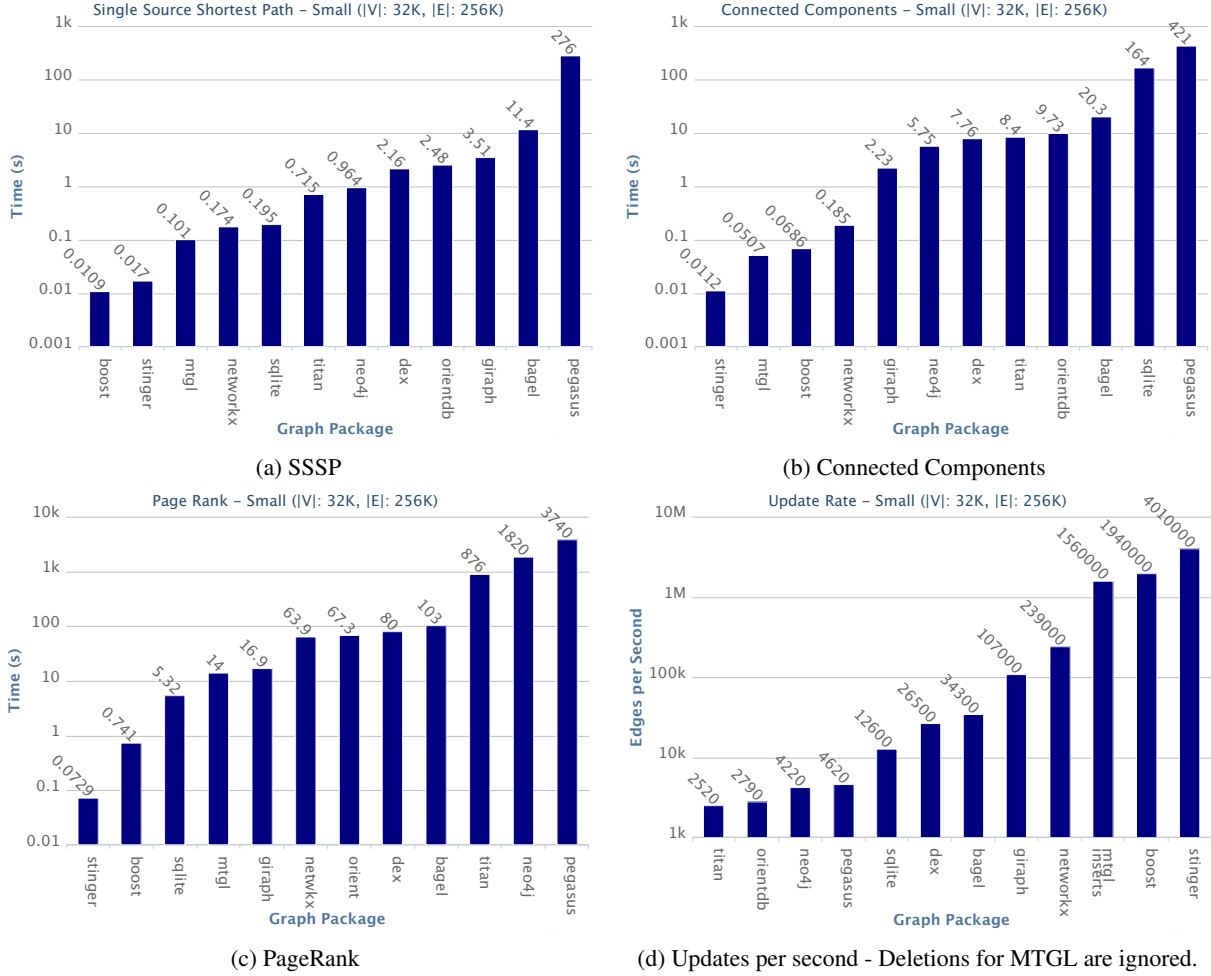 Single Source Shortest Path – Small (|V|: 32K, |E|: 256K)
1k
100
10
1
0.1
0.01
0.001
Time (s)
0.0109
0.017
0.101
0.174
0.195
0.715
0.964
2.16
2.48
3.51
11.4
276
boost
stinger
mtgl
networkx
sqlite
titan
neo4j
dex
orientdb
giraph
bagel
pegasus
Graph Package
(a) SSSP
Connected Components – Small (|V|: 32K, |E|: 256K)
1k
100
10
1
0.1
0.01
0.001
Time (s)
0.0112
0.0507
0.0686
0.185
2.23
5.75
7.76
8.4
9.73
20.3
164
421
stinger
mtgl
boost
networkx
giraph
neo4j
dex
titan
orientdb
bagel
sqlite
pegasus
Graph Package
(b) Connected Components
Page Rank – Small (|V|: 32K, |E|: 256K)
10k
1k
100
10
1
0.1
0.01
Time (s)
0.0729
0.741
5.32
14
16.9
63.9
67.3
80
103
876
1820
3740
stinger
boost
sqlite
mtgl
giraph
netwkx
orient
dex
bagel
titan
neo4j
pegasus
Graph Package
(c) PageRank
Update Rate – Small (|V|: 32K, |E|: 256K)
10M
1M
100k
10k
1k
Edges per Second
2520
2790
4220
4620
12600
26500
34300
107000
239000
1560000
1940000
4010000
titan
orientdb
neo4j
pegasus
sqlite
dex
bagel
giraph
networkx
mtgl
inserts
boost
stinger
Graph Package
(d) Updates per second - Deletions for MTGL are ignored.